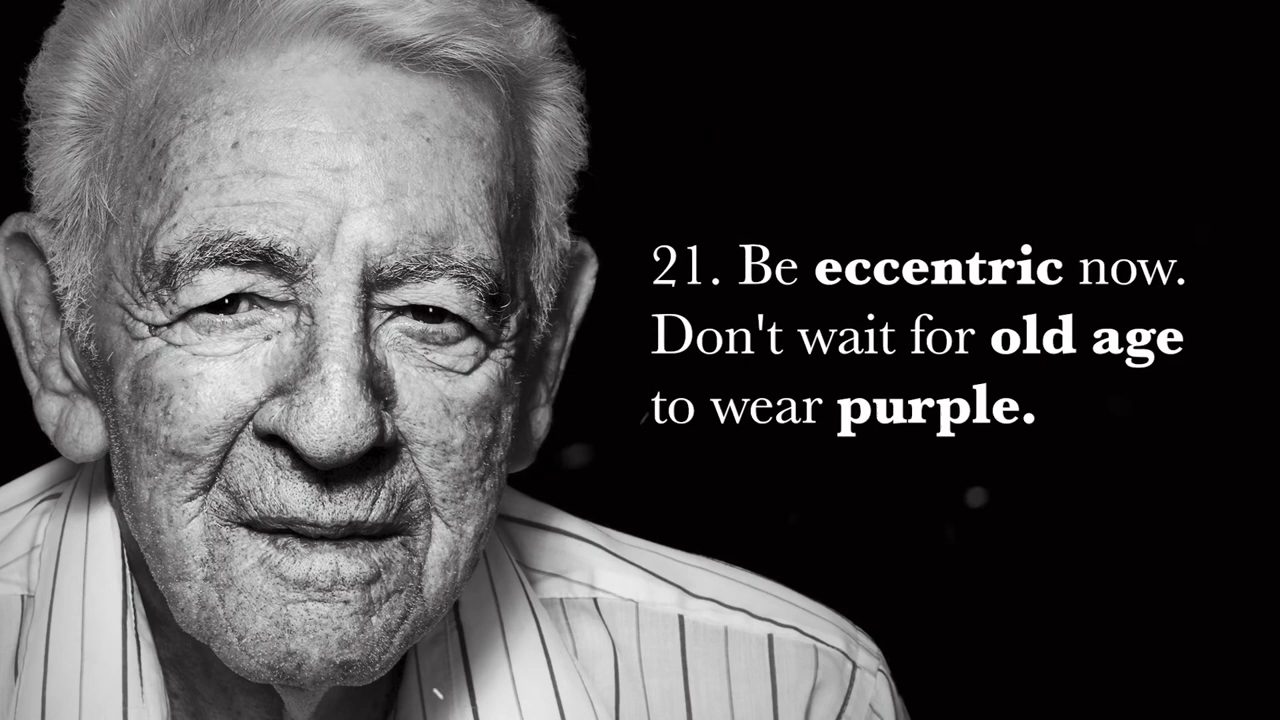 21. Be eccentric now.
Don't wait for old age
to wear purple.